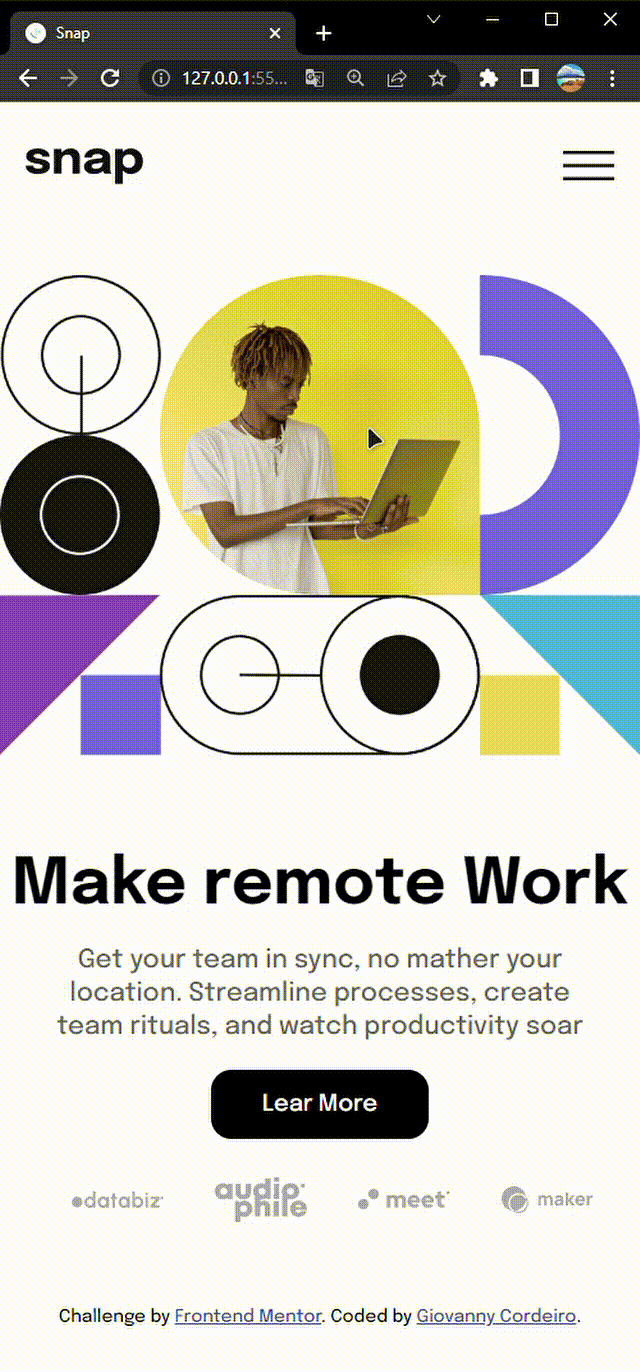 Snap
127.0.0.1:55...
snap
Make remote Work
Get your team in sync, no mather your
location. Streamline processes, create
team rituals, and watch productivity soar
Lear More
databiz
audiophile
meet
maker
Challenge by Frontend Mentor. Coded by Giovanny Cordeiro.